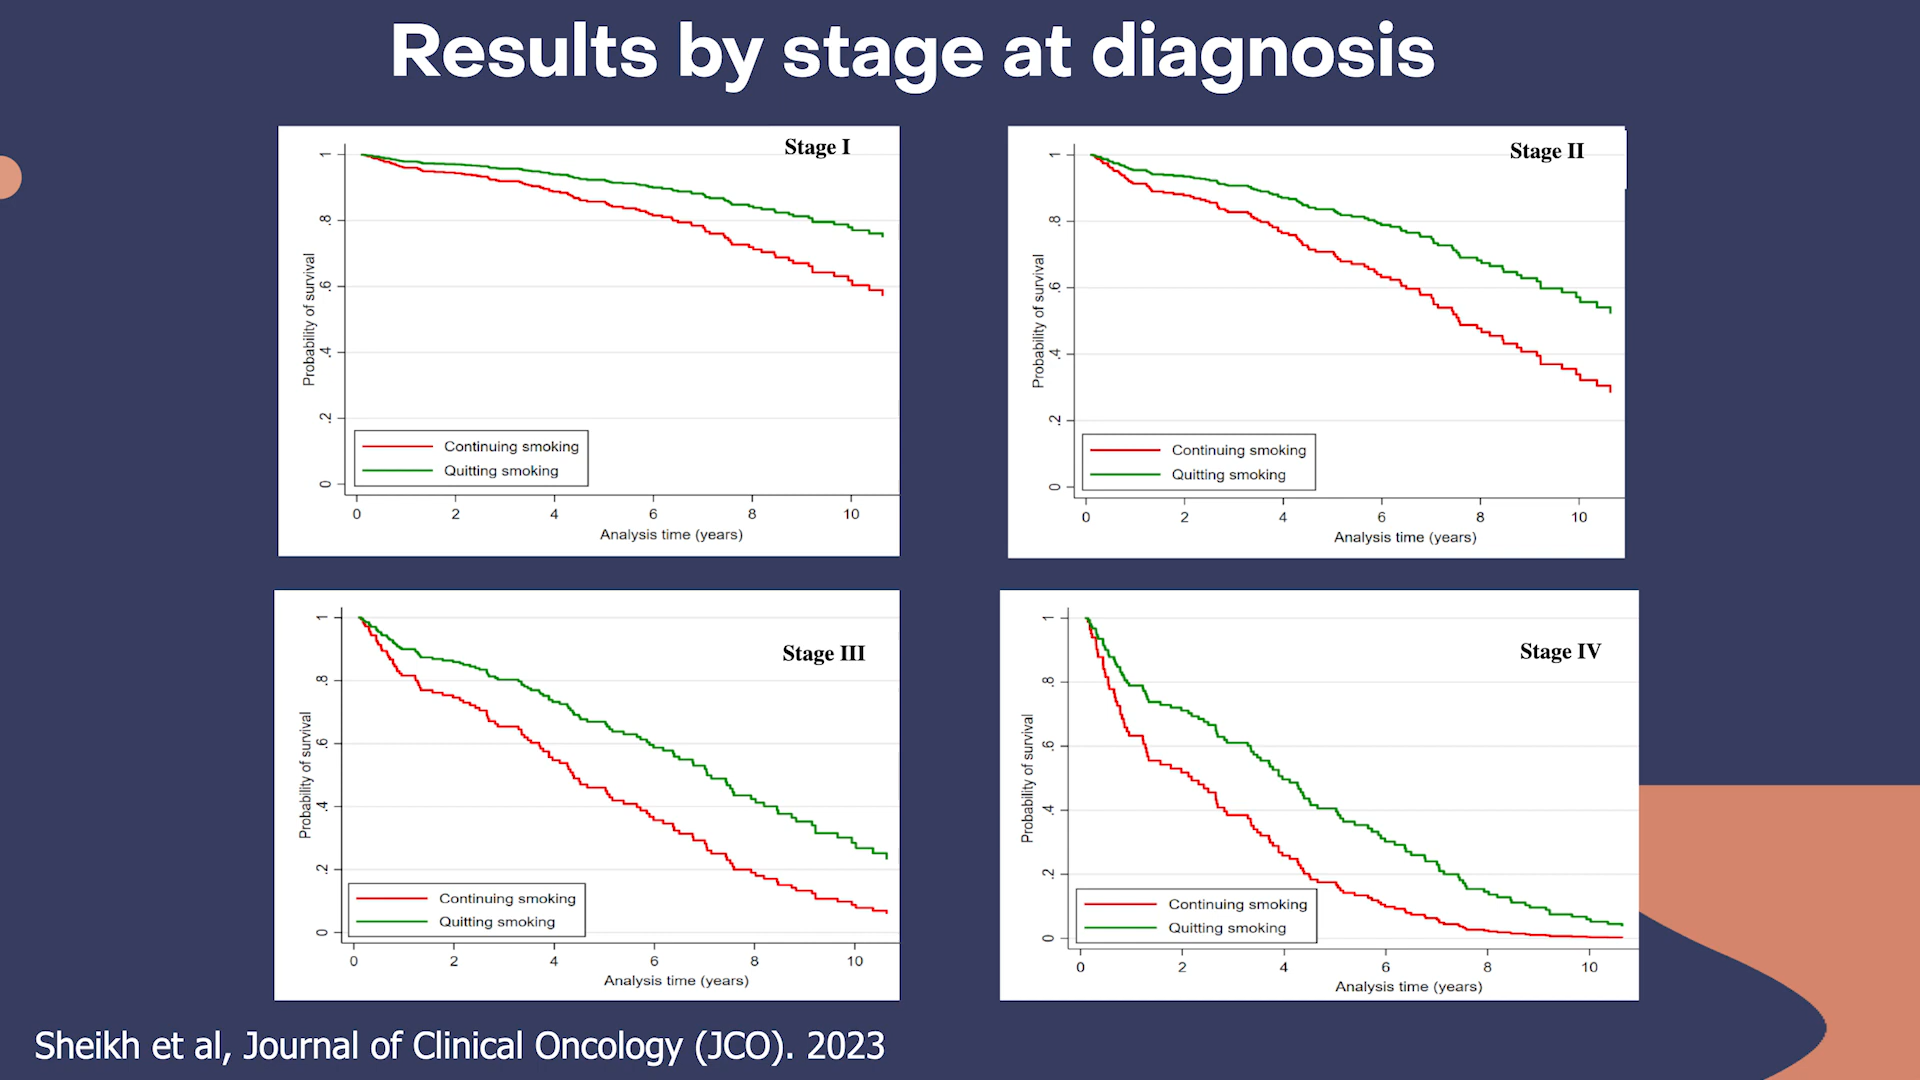 Results by stage at diagnosis
Stage I
Probability of survival
1
.8
.6
.4
.2
0
Continuing smoking
Quitting smoking
0 2 4 6 8 10
Analysis time (years)
Stage II
Probability of survival
1
.8
.6
.4
.2
0
Continuing smoking
Quitting smoking
0 2 4 6 8 10
Analysis time (years)
Stage III
Probability of survival
1
.8
.6
.4
.2
0
Continuing smoking
Quitting smoking
0 2 4 6 8 10
Analysis time (years)
Stage IV
Probability of survival
1
.8
.6
.4
.2
0
Continuing smoking
Quitting smoking
0 2 4 6 8 10
Analysis time (years)
Sheikh et al, Journal of Clinical Oncology (JCO). 2023